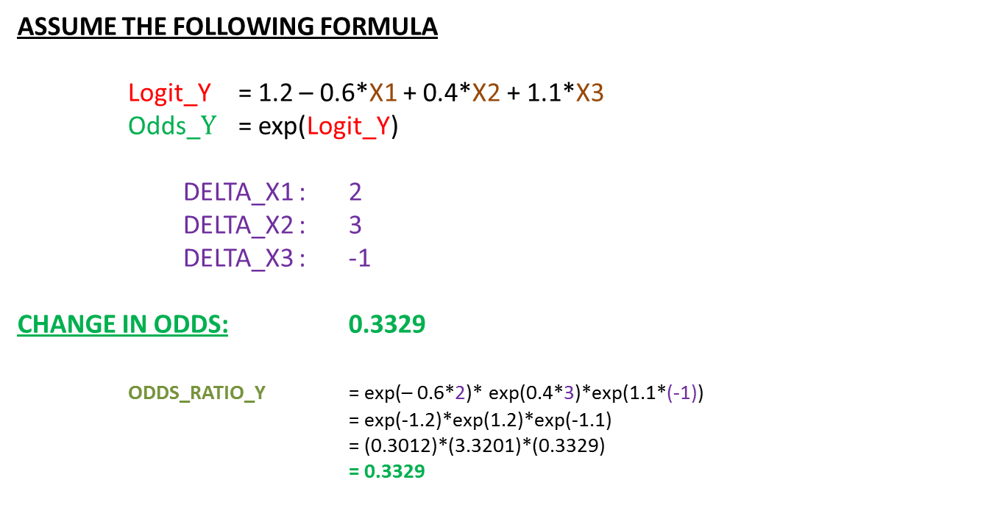 ASSUME THE FOLLOWING FORMULA
Logit_Y = 1.2 – 0.6*X1 + 0.4*X2 + 1.1*X3
Odds_Y = exp(Logit_Y)
DELTA_X1 : 2
DELTA_X2 : 3
DELTA_X3 : -1
CHANGE IN ODDS: 0.3329
ODDS_RATIO_Y = exp(– 0.6*2)* exp(0.4*3)*exp(1.1*(-1))
= exp(-1.2)*exp(1.2)*exp(-1.1)
= (0.3012)*(3.3201)*(0.3329)
= 0.3329